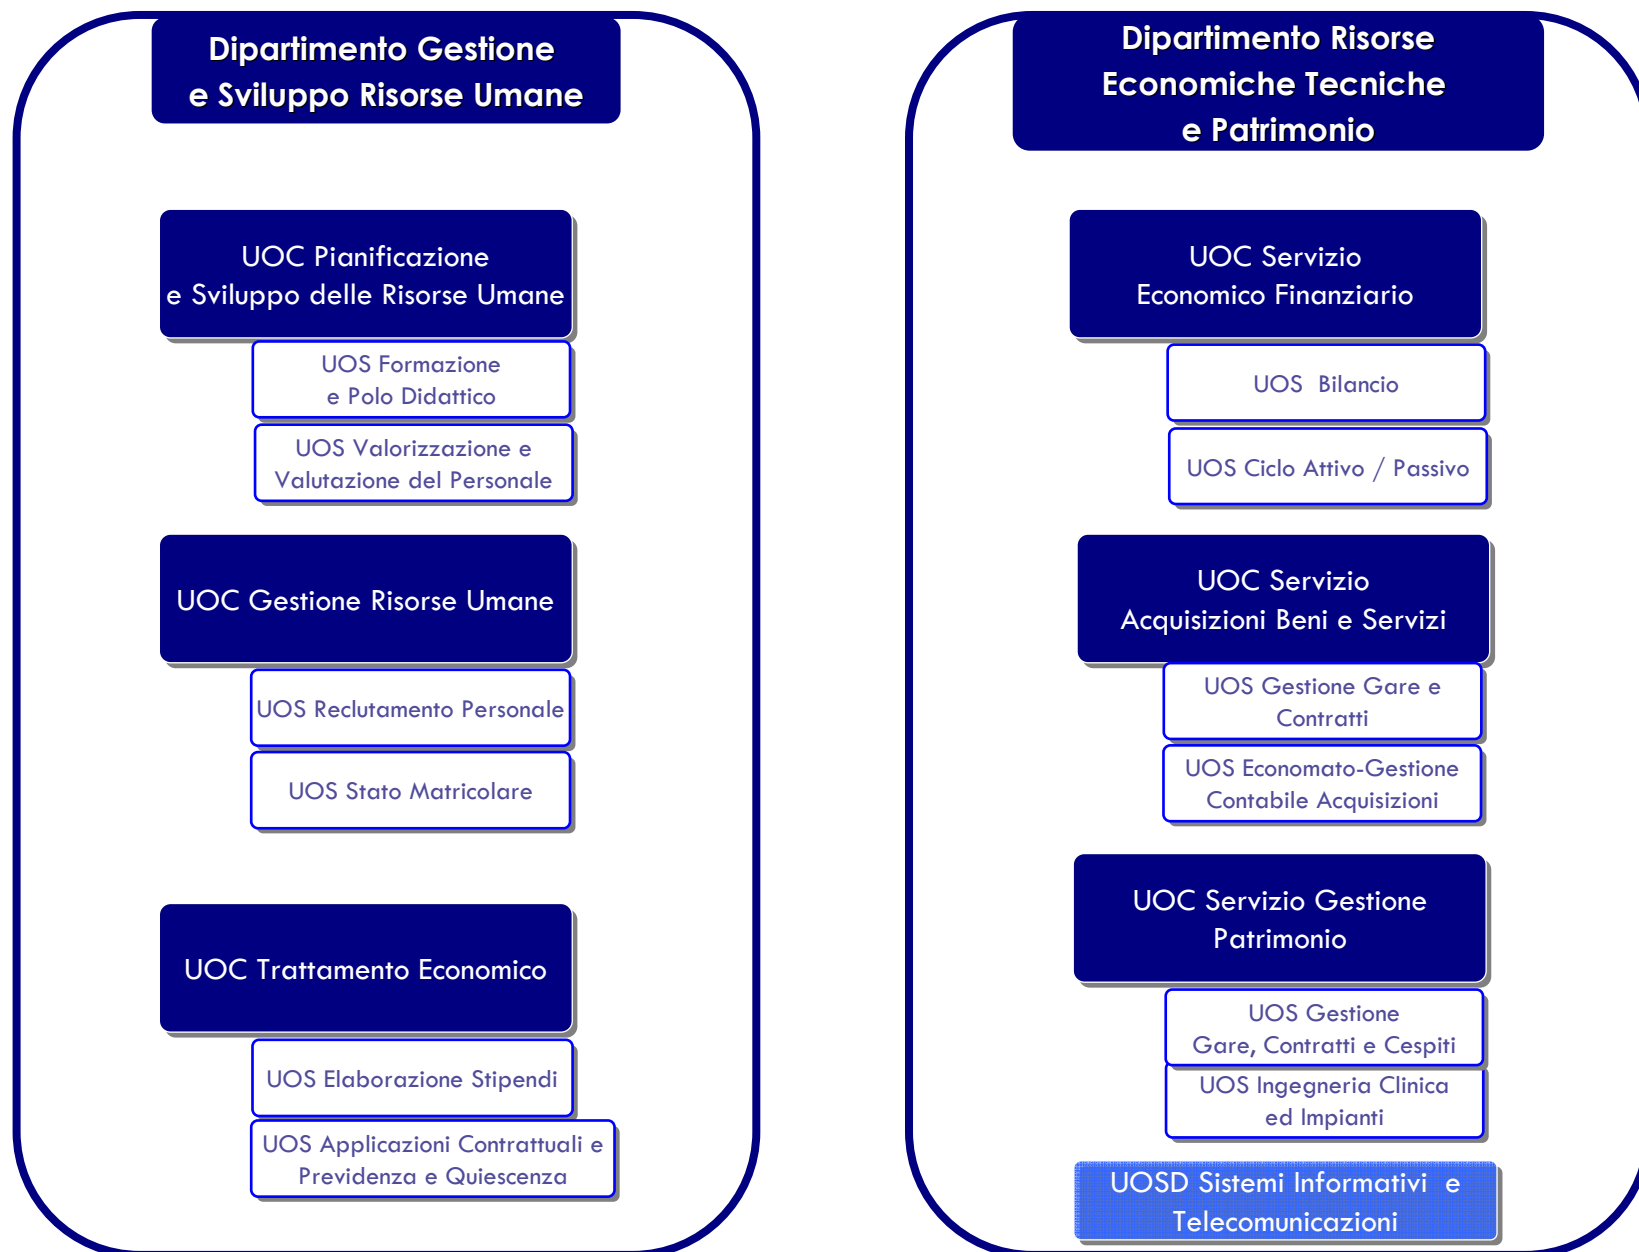 Dipartimento Gestione
e Sviluppo Risorse Umane
UOC Pianificazione
e Sviluppo delle Risorse Umane
UOS Formazione
e Polo Didattico
UOS Valorizzazione e
Valutazione del Personale
UOC Gestione Risorse Umane
UOS Reclutamento Personale
UOS Stato Matricolare
UOC Trattamento Economico
UOS Elaborazione Stipendi
UOS Applicazioni Contrattuali e
Previdenza e Quiescenza
Dipartimento Risorse
Economiche Tecniche
e Patrimonio
UOC Servizio
Economico Finanziario
UOS Bilancio
UOS Ciclo Attivo / Passivo
UOC Servizio
Acquisizioni Beni e Servizi
UOS Gestione Gare e
Contratti
UOS Economato-Gestione
Contabile Acquisizioni
UOC Servizio Gestione
Patrimonio
UOS Gestione
Gare, Contratti e Cespiti
UOS Ingegneria Clinica
ed Impianti
UOSD Sistemi Informativi e
Telecomunicazioni